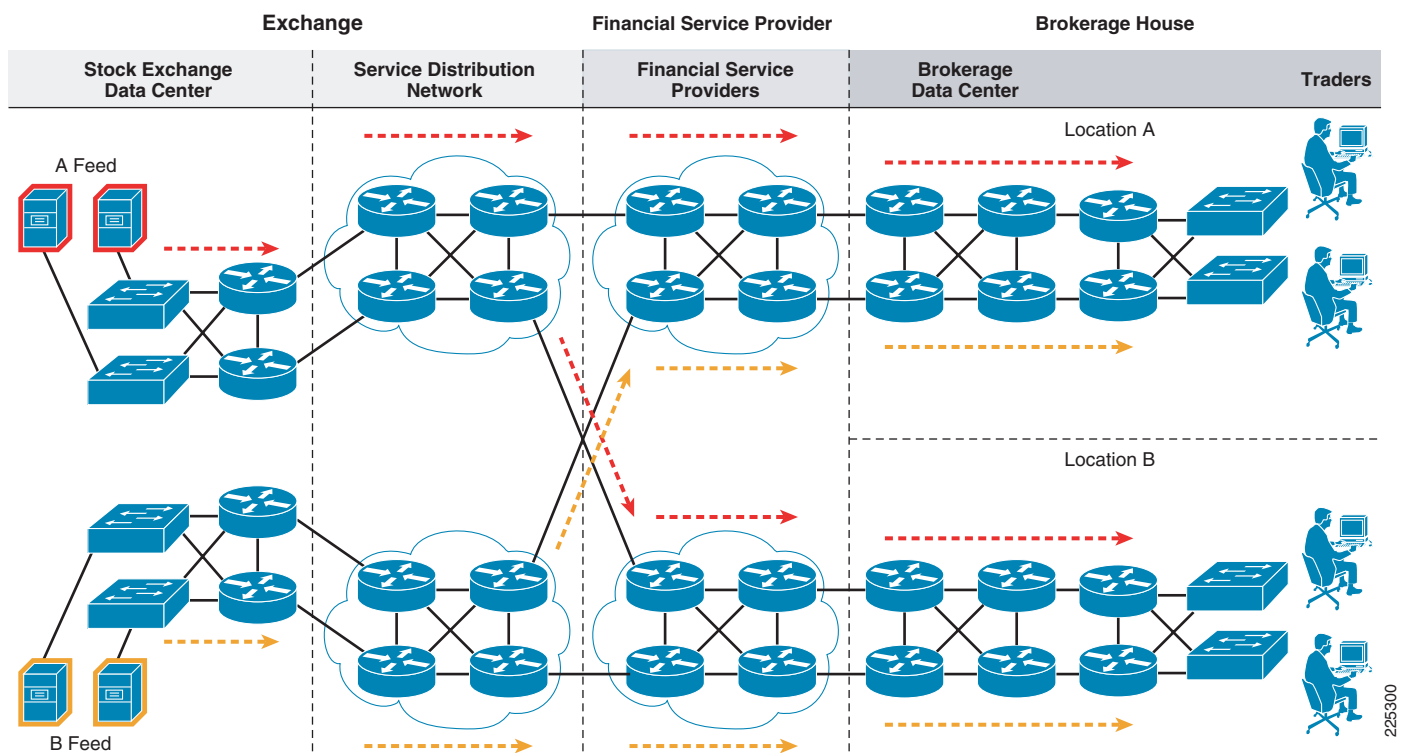 Exchange
Financial Service Provider
Brokerage House
Stock Exchange
Data Center
Service Distribution
Network
Financial Service
Providers
Brokerage
Data Center
Traders
Location A
A Feed
Location B
B Feed
225300